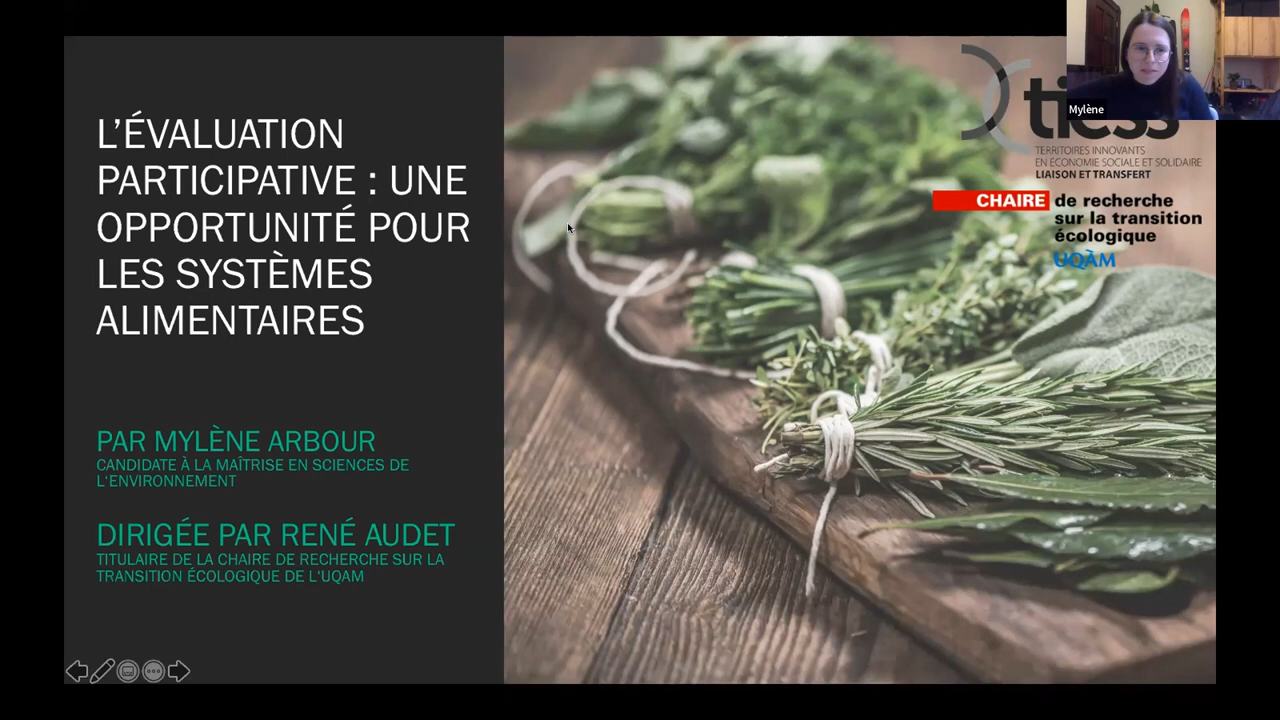 L'ÉVALUATION
PARTICIPATIVE : UNE
OPPORTUNITÉ POUR
LES SYSTÈMES
ALIMENTAIRES
PAR MYLÈNE ARBOUR
CANDIDATE À LA MAÎTRISE EN SCIENCES DE
L'ENVIRONNEMENT
DIRIGÉE PAR RENÉ AUDET
TITULAIRE DE LA CHAIRE DE RECHERCHE SUR LA
TRANSITION ÉCOLOGIQUE DE L'UQAM
Mylène
tiess
TERRITOIRES INNOVANTS
EN ÉCONOMIE SOCIALE ET SOLIDAIRE
LIAISON ET TRANSFERT
CHAIRE de recherche
sur la transition
écologique
UQÀM